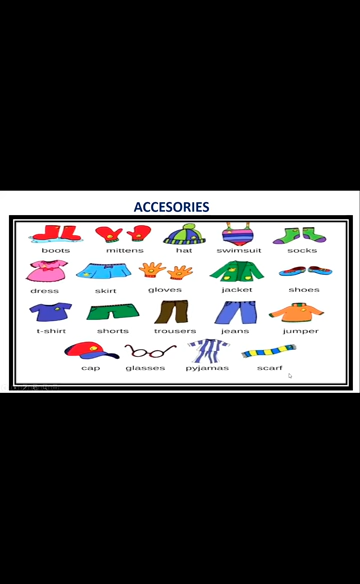 ACCESORIES
boots mittens hat swimsuit socks
dress skirt gloves jacket shoes
t-shirt shorts trousers jeans jumper
cap glasses pyjamas scarf